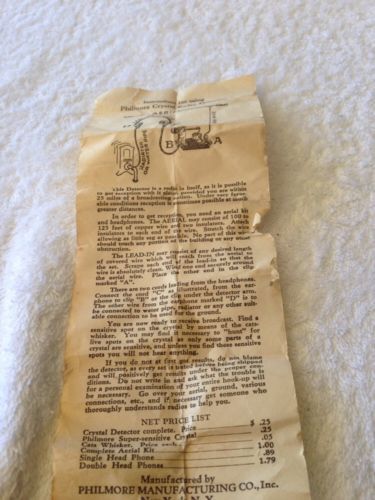 Instructions for using
Philmore Crystal
B
A
RADIATOR
OR WATER PIPE
This Detector is a radio in itself, as it is possible
to get reception with it alone, provided you are within
25 miles of a broadcasting station. Under very favor-
able conditions reception is sometimes possible at much
greater distances.
In order to get reception, you need an aerial kit
and headphones. The AERIAL may consist of 100 to
125 feet of copper wire and two insulators. Attach
insulators to each end of the wire. Stretch the wire
allowing as little sag as possible. No part of this wire
should touch any portion of the building or any other
obstruction.
The LEAD-IN may consist of any desired length
of covered wire which will reach from the aerial to
the set. Scrape each end of the lead-in so that the
wire is absolutely clean. Wind one end securely around
the aerial wire. Place the other end in the clip
marked "A".
There are two cords leading from the headphones.
Connect the cord "C" as illustrated, from the ear-
phone to clip "B" or the clip under the detector arm.
The other wire from the earphone marked "D" is to
be connected to water pipe, radiator or any other suit-
able connection to be used for the ground.
You are now ready to receive broadcast. Find a
sensitive spot on the crystal by means of the cats-
whisker. You may find it necessary to "hunt" for
live spots on the crystal as only some parts of a
crystal are sensitive, and unless you find these sensitive
spots you will not hear anything.
If you do not at first get results, do not blame
the detector, as every set is tested before being shipped
and will positively get results under the proper con-
ditions. Do not write in and ask what the trouble is
for a personal examination of your entire hook-up will
be necessary. Go over your aerial, ground, various
connections, etc., and if necessary get someone who
thoroughly understands radio to help you.
NET PRICE LIST
Crystal Detector complete. Price $ .25
Philmore Super-sensitive Crystal .25
Cats Whisker. Price each .05
Complete Aerial Kit 1.00
Single Head Phone .89
Double Head Phones 1.79
Manufactured by
PHILMORE MANUFACTURING CO., Inc.